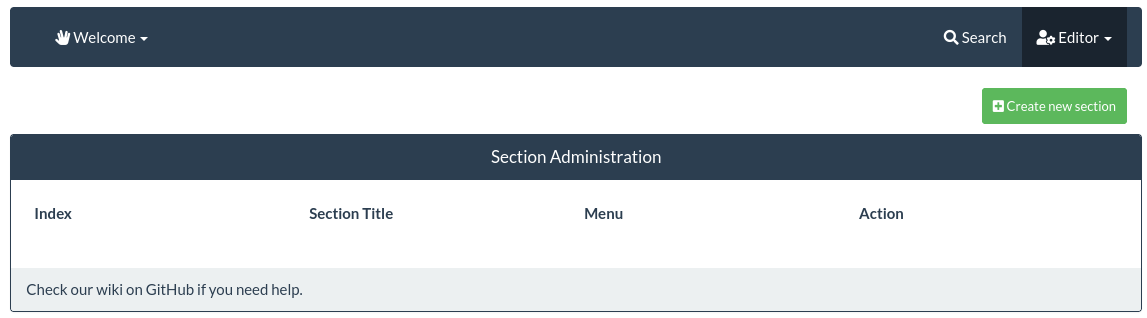 Welcome Search Editor
Create new section
Section Administration
Index Section Title Menu Action
Check our wiki on GitHub if you need help.